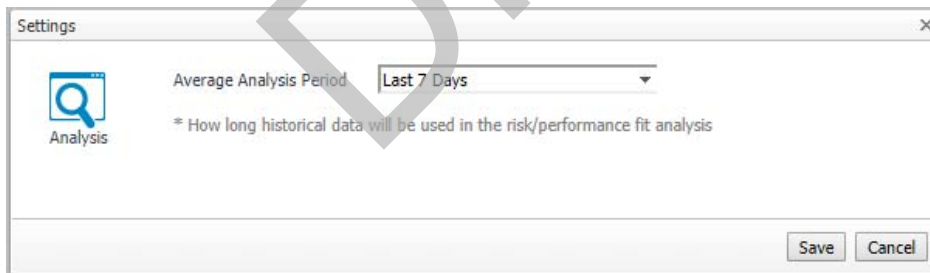 Settings
Average Analysis Period Last 7 Days
* How long historical data will be used in the risk/performance fit analysis
Analysis
Save Cancel